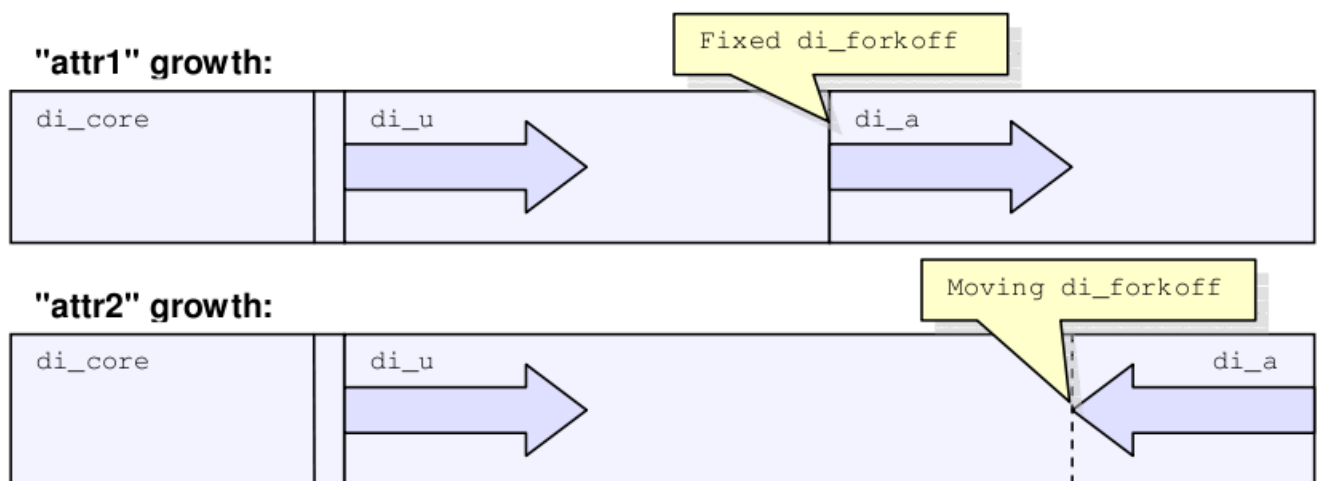 "attr1" growth:
Fixed di_forkoff
di_core
di_u
di_a
"attr2" growth:
Moving di_forkoff
di_core
di_u
di_a